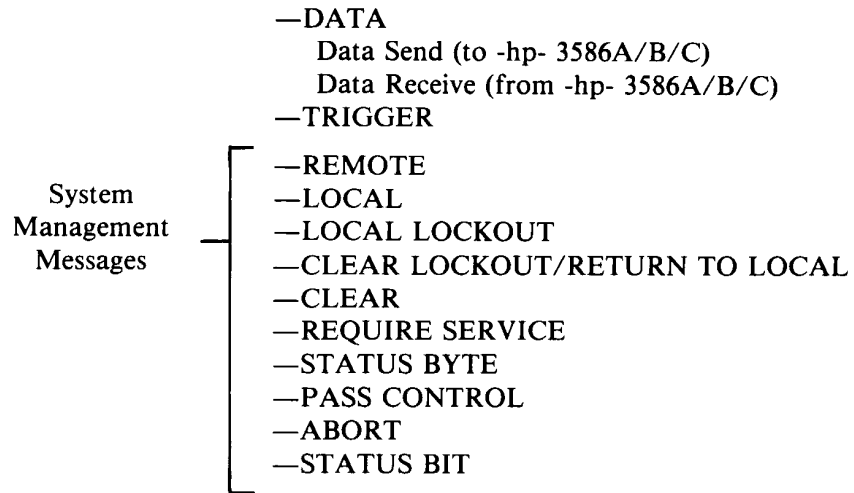 —DATA
Data Send (to -hp- 3586A/B/C)
Data Receive (from -hp- 3586A/B/C)
—TRIGGER
System
Management
Messages
—REMOTE
—LOCAL
—LOCAL LOCKOUT
—CLEAR LOCKOUT/RETURN TO LOCAL
—CLEAR
—REQUIRE SERVICE
—STATUS BYTE
—PASS CONTROL
—ABORT
—STATUS BIT